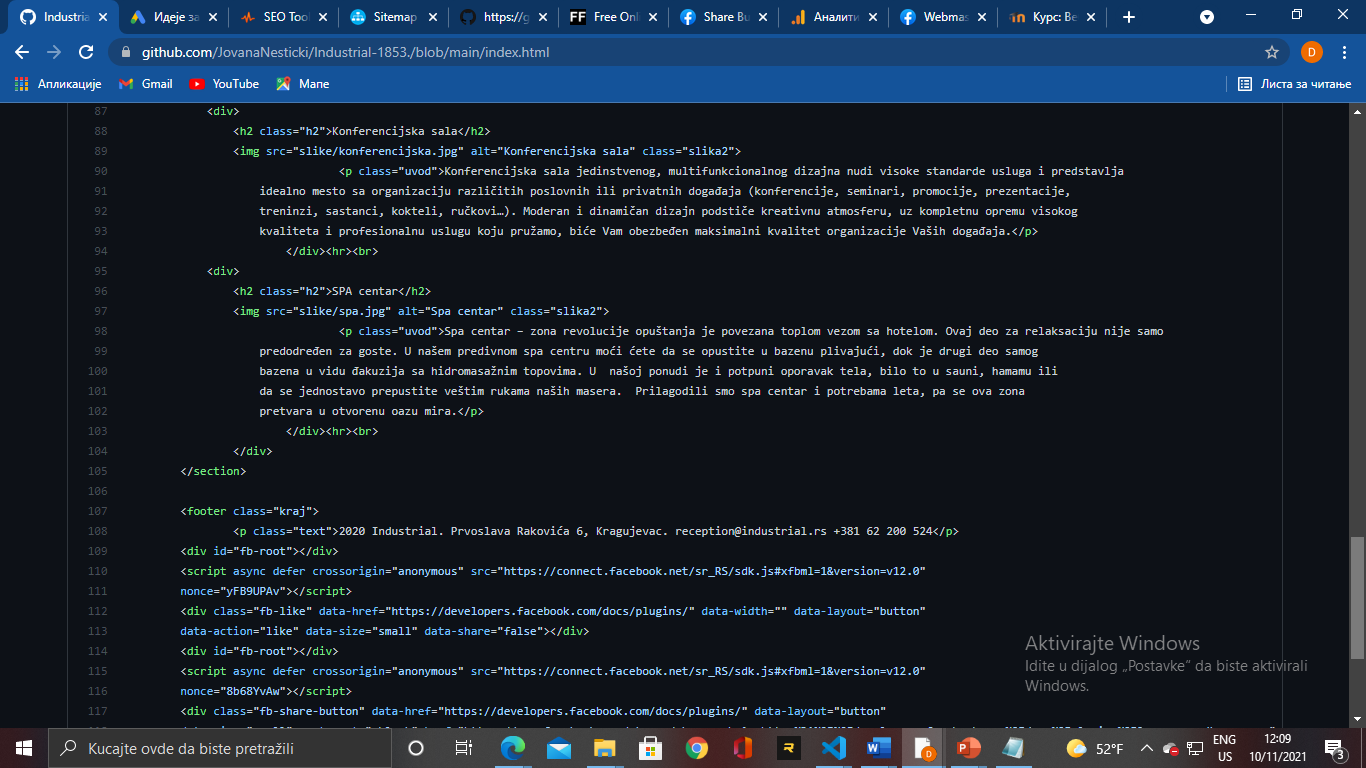 Industria
Идеје за
SEO Tool
Sitemap
https://g
Free Onl
Share Bu
Аналити
Webmas
Курс: Ве
github.com/JovanaNesticki/Industrial-1853./blob/main/index.html
D
Апликације
Gmail
YouTube
Мапе
Листа за читање
87 <div>
88 <h2 class="h2">Konferencijska sala</h2>
89 <img src="slike/konferencijska.jpg" alt="Konferencijska sala" class="slika2">
90 <p class="uvod">Konferencijska sala jedinstvenog, multifunkcionalnog dizajna nudi visoke standarde usluga i predstavlja
91 idealno mesto sa organizaciju različitih poslovnih ili privatnih događaja (konferencije, seminari, promocije, prezentacije,
92 treninzi, sastanci, kokteli, ručkovi…). Moderan i dinamičan dizajn podstiče kreativnu atmosferu, uz kompletnu opremu visokog
93 kvaliteta i profesionalnu uslugu koju pružamo, biće Vam obezbeđen maksimalni kvalitet organizacije Vaših događaja.</p>
94 </div><hr><br>
95 <div>
96 <h2 class="h2">SPA centar</h2>
97 <img src="slike/spa.jpg" alt="Spa centar" class="slika2">
98 <p class="uvod">Spa centar – zona revolucije opuštanja je povezana toplom vezom sa hotelom. Ovaj deo za relaksaciju nije samo
99 predodređen za goste. U našem predivnom spa centru moći ćete da se opustite u bazenu plivajući, dok je drugi deo samog
100 bazena u vidu đakuzija sa hidromasažnim topovima. U  našoj ponudi je i potpuni oporavak tela, bilo to u sauni, hamamu ili
101 da se jednostavo prepustite veštim rukama naših masera.  Prilagodili smo spa centar i potrebama leta, pa se ova zona
102 pretvara u otvorenu oazu mira.</p>
103 </div><hr><br>
104 </div>
105 </section>
106
107 <footer class="kraj">
108 <p class="text">2020 Industrial. Prvoslava Rakovića 6, Kragujevac. reception@industrial.rs +381 62 200 524</p>
109 <div id="fb-root"></div>
110 <script async defer crossorigin="anonymous" src="https://connect.facebook.net/sr_RS/sdk.js#xfbml=1&version=v12.0"
111 nonce="yFB9UPAv"></script>
112 <div class="fb-like" data-href="https://developers.facebook.com/docs/plugins/" data-width="" data-layout="button"
113 data-action="like" data-size="small" data-share="false"></div>
114 <div id="fb-root"></div>
115 <script async defer crossorigin="anonymous" src="https://connect.facebook.net/sr_RS/sdk.js#xfbml=1&version=v12.0"
116 nonce="8b68YvAw"></script>
117 <div class="fb-share-button" data-href="https://developers.facebook.com/docs/plugins/" data-layout="button"
Aktivirajte Windows
Idite u dijalog „Postavke“ da biste aktivirali
Windows.
Kucajte ovde da biste pretražili
52°F
ENG
US
12:09
10/11/2021
3